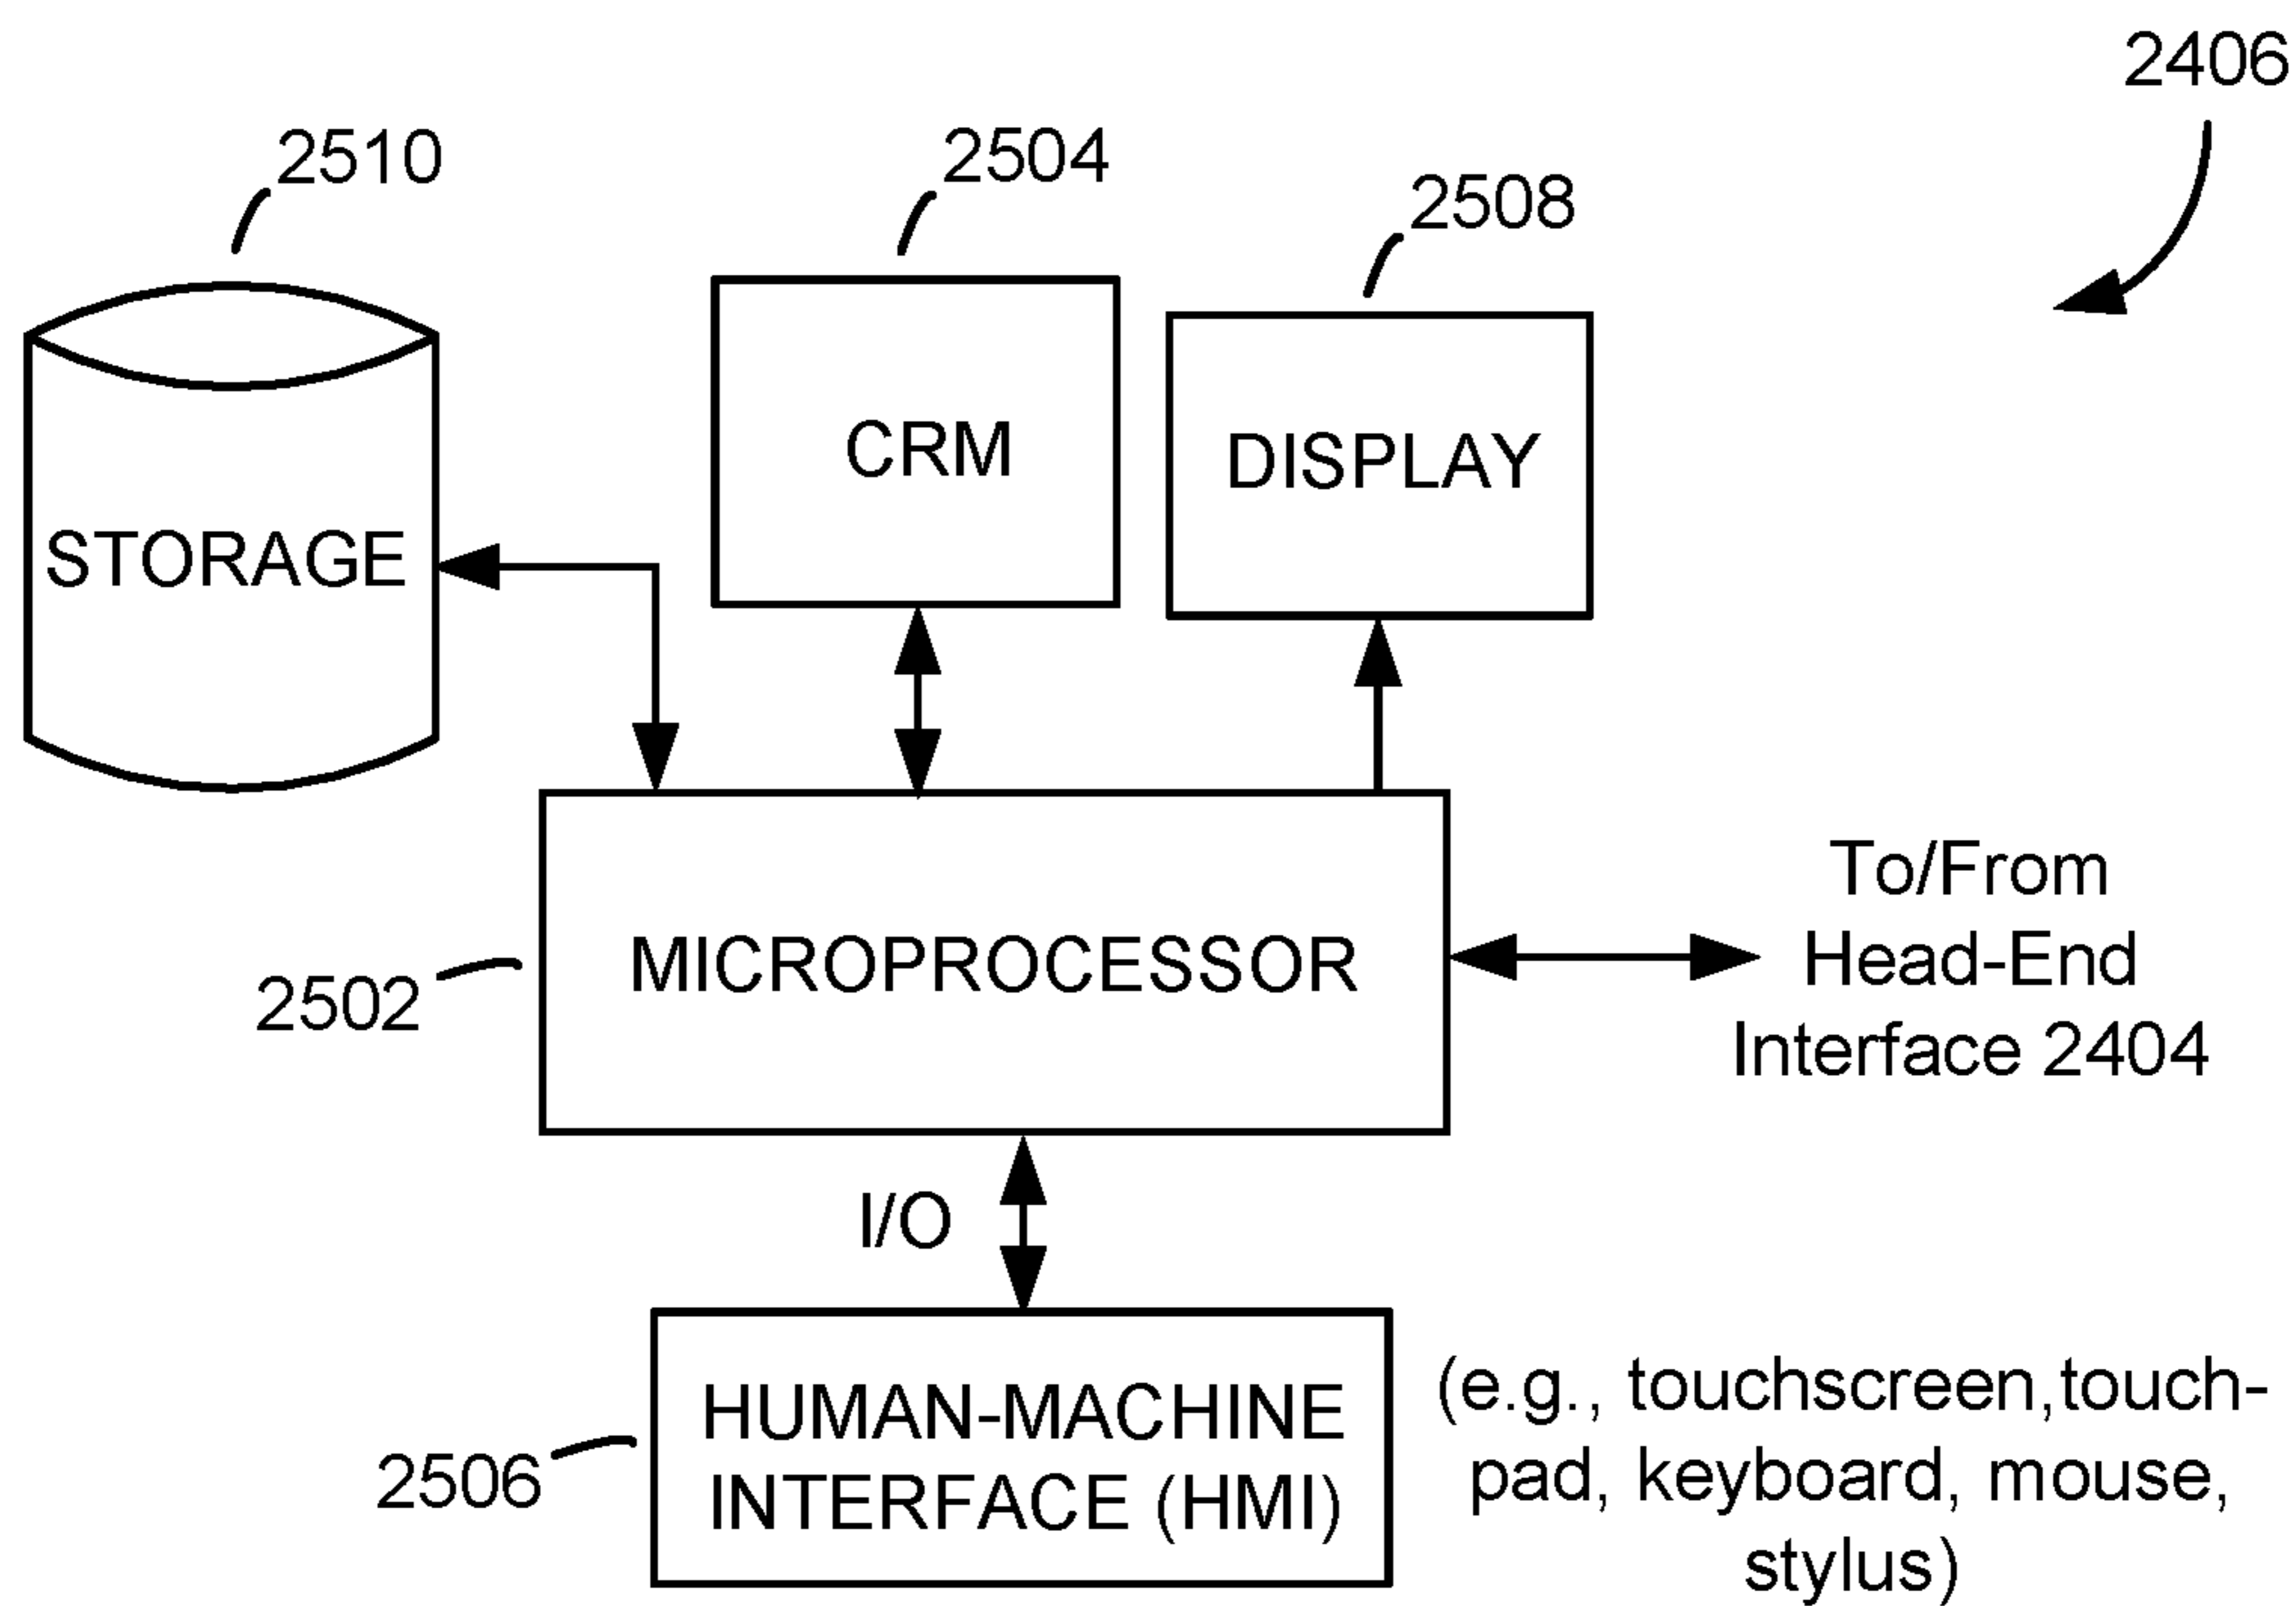 2406
2510
2504
2508
CRM
DISPLAY
STORAGE
To/From
Head-End
Interface 2404
MICROPROCESSOR
2502
I/O
HUMAN-MACHINE
INTERFACE (HMI)
2506
(e.g., touchscreen,touch-
pad, keyboard, mouse,
stylus)